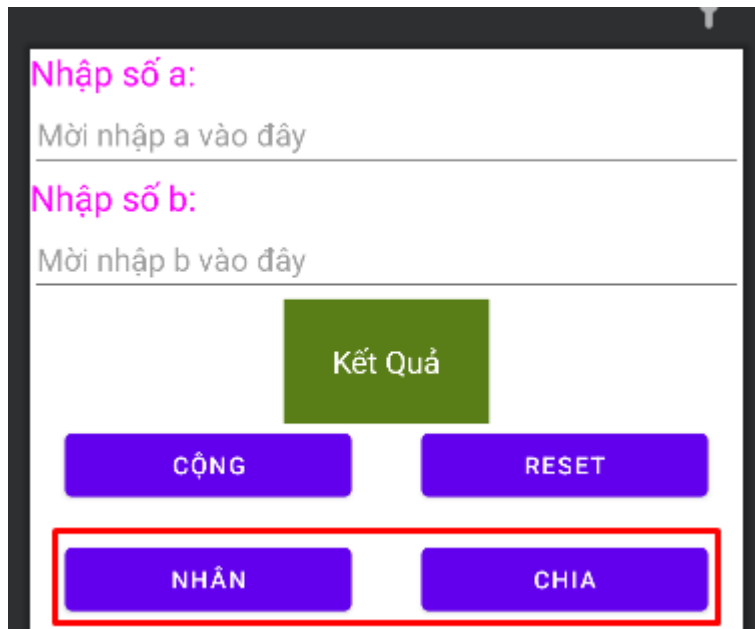 Nhập số a:
Mời nhập a vào đây
Nhập số b:
Mời nhập b vào đây
Kết Quả
CỘNG RESET
NHÂN CHIA